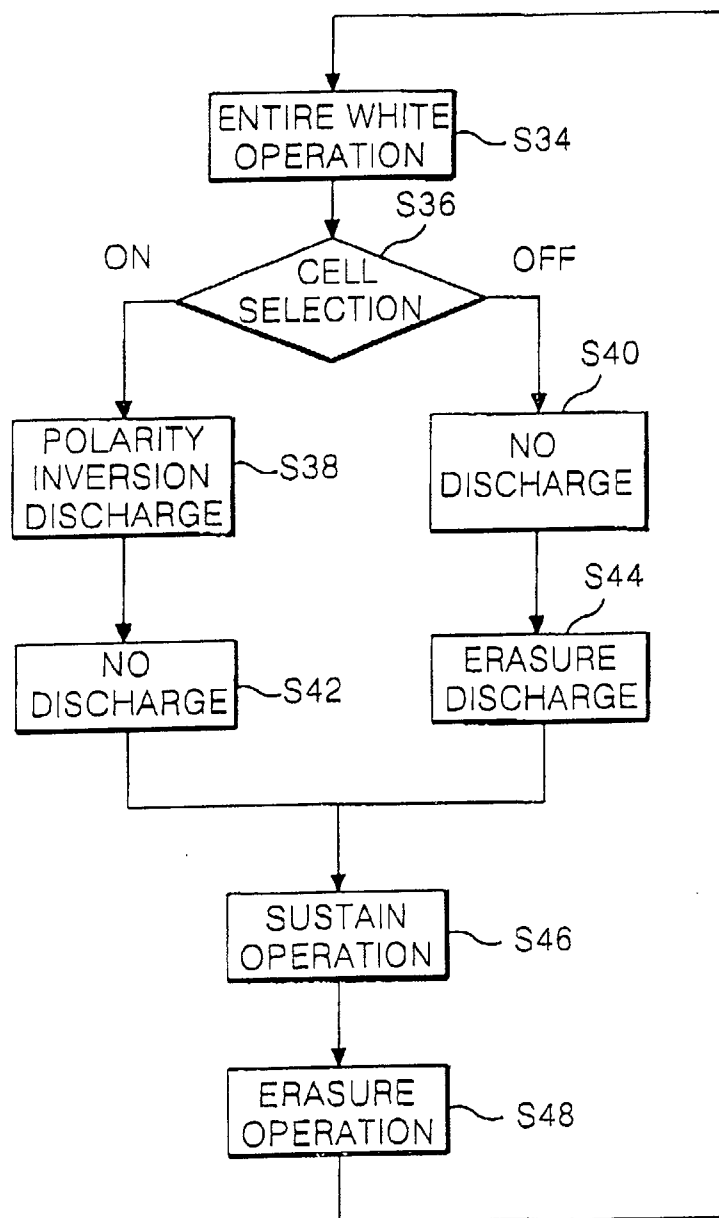 ENTIRE WHITE
OPERATION
S34
S36
ON
OFF
CELL
SELECTION
S40
POLARITY
INVERSION
DISCHARGE
S38
NO
DISCHARGE
S44
NO
DISCHARGE
S42
ERASURE
DISCHARGE
SUSTAIN
OPERATION
S46
ERASURE
OPERATION
S48